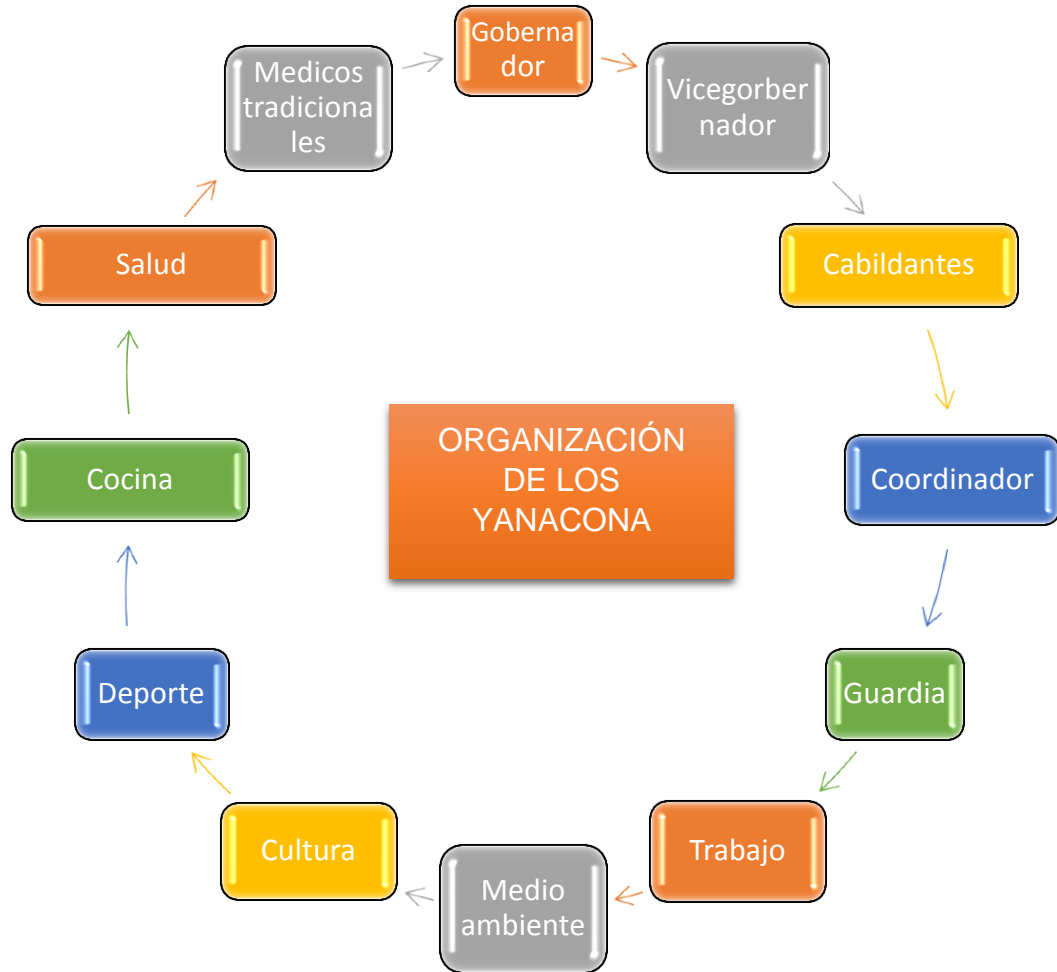 Goberna
dor
Vicegorber
nador
Cabildantes
Coordinador
Guardia
Trabajo
Medio
ambiente
Cultura
Deporte
Cocina
Salud
Medicos
tradiciona
les
ORGANIZACIÓN
DE LOS
YANACONA